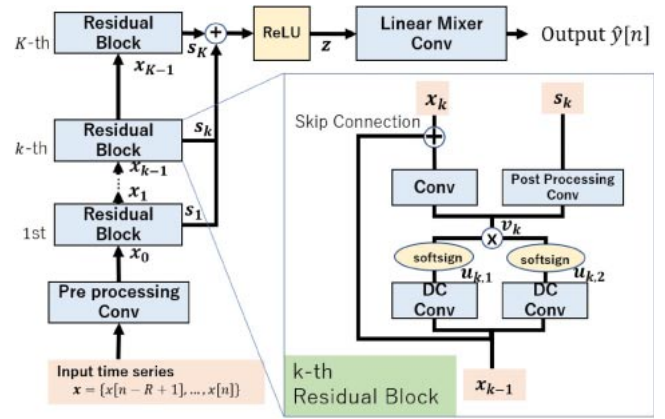 K-th
Residual
Block
s_K
+
ReLU
z
Linear Mixer
Conv
Output ŷ[n]
x_{K−1}
k-th
Residual
Block
s_k
x_{k−1}
x_1
1st
Residual
Block
s_1
x_0
Pre processing
Conv
Input time series
x = {x[n − R + 1], ..., x[n]}
x_k
s_k
Skip Connection
+
Conv
Post Processing
Conv
v_k
X
softsign
softsign
u_{k,1}
u_{k,2}
DC
Conv
DC
Conv
k-th
Residual Block
x_{k−1}